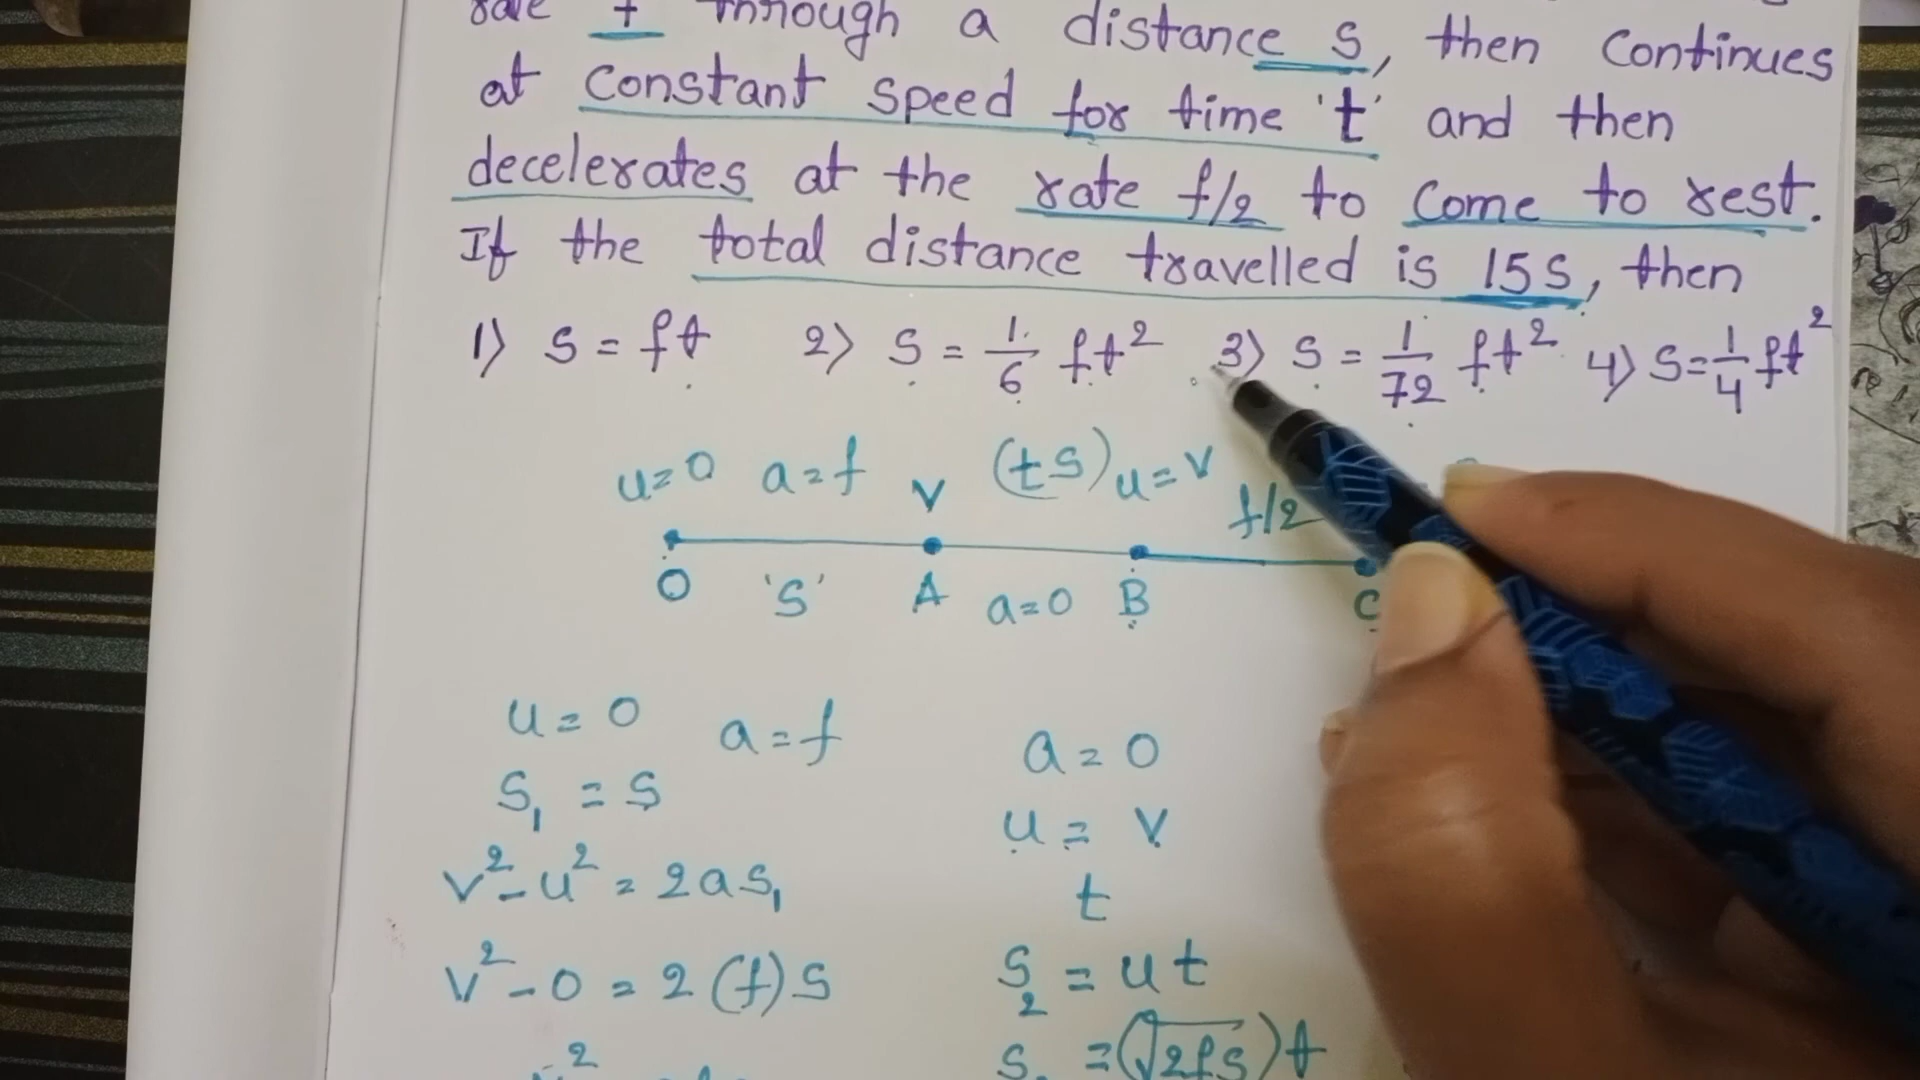 rate f through a distance s, then continues
at constant speed for time 't' and then
decelerates at the rate f/2 to come to rest.
If the total distance travelled is 15s, then
1) s = ft 2) s = 1/6 ft² 3) s = 1/72 ft² 4) s = 1/4 ft²
u=0 a=f v (ts) u=v f/2
O 's' A a=0 B C
u = 0 a = f
s₁ = s
v² - u² = 2as₁
v² - 0 = 2(f)s
a = 0
u = v
t
s₂ = ut
= (√2fs)t